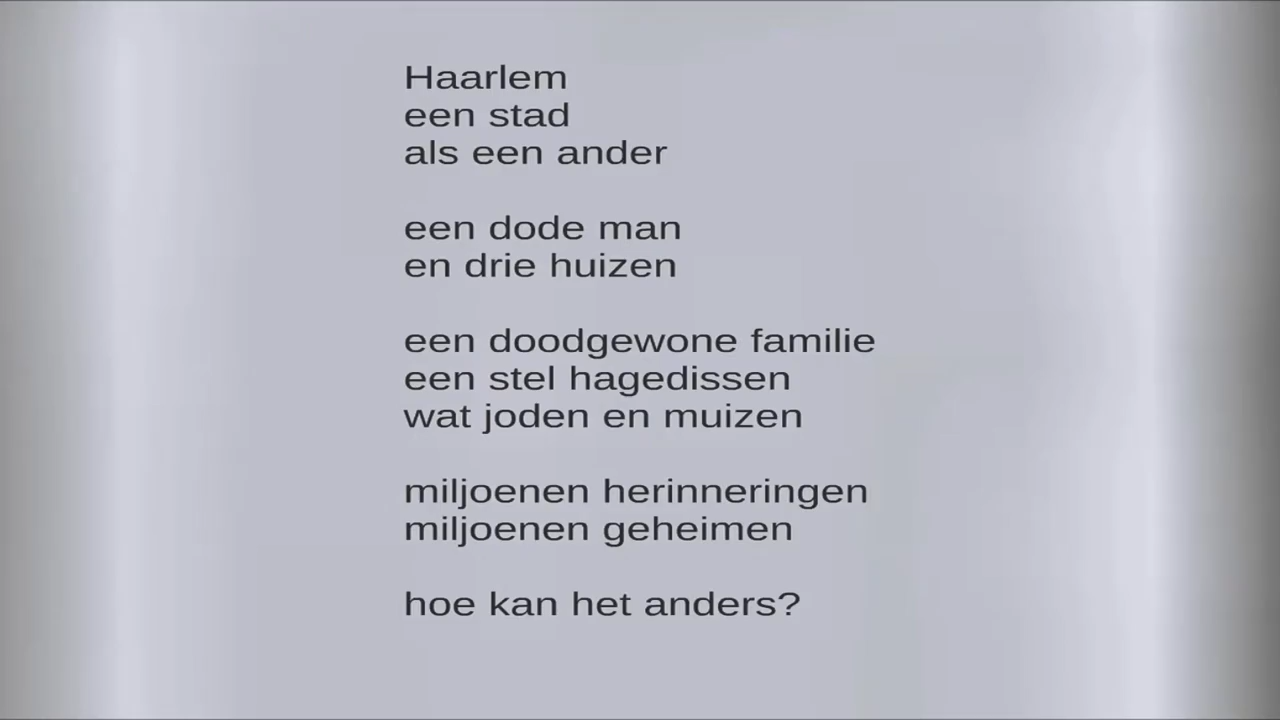 Haarlem
een stad
als een ander
een dode man
en drie huizen
een doodgewone familie
een stel hagedissen
wat joden en muizen
miljoenen herinneringen
miljoenen geheimen
hoe kan het anders?